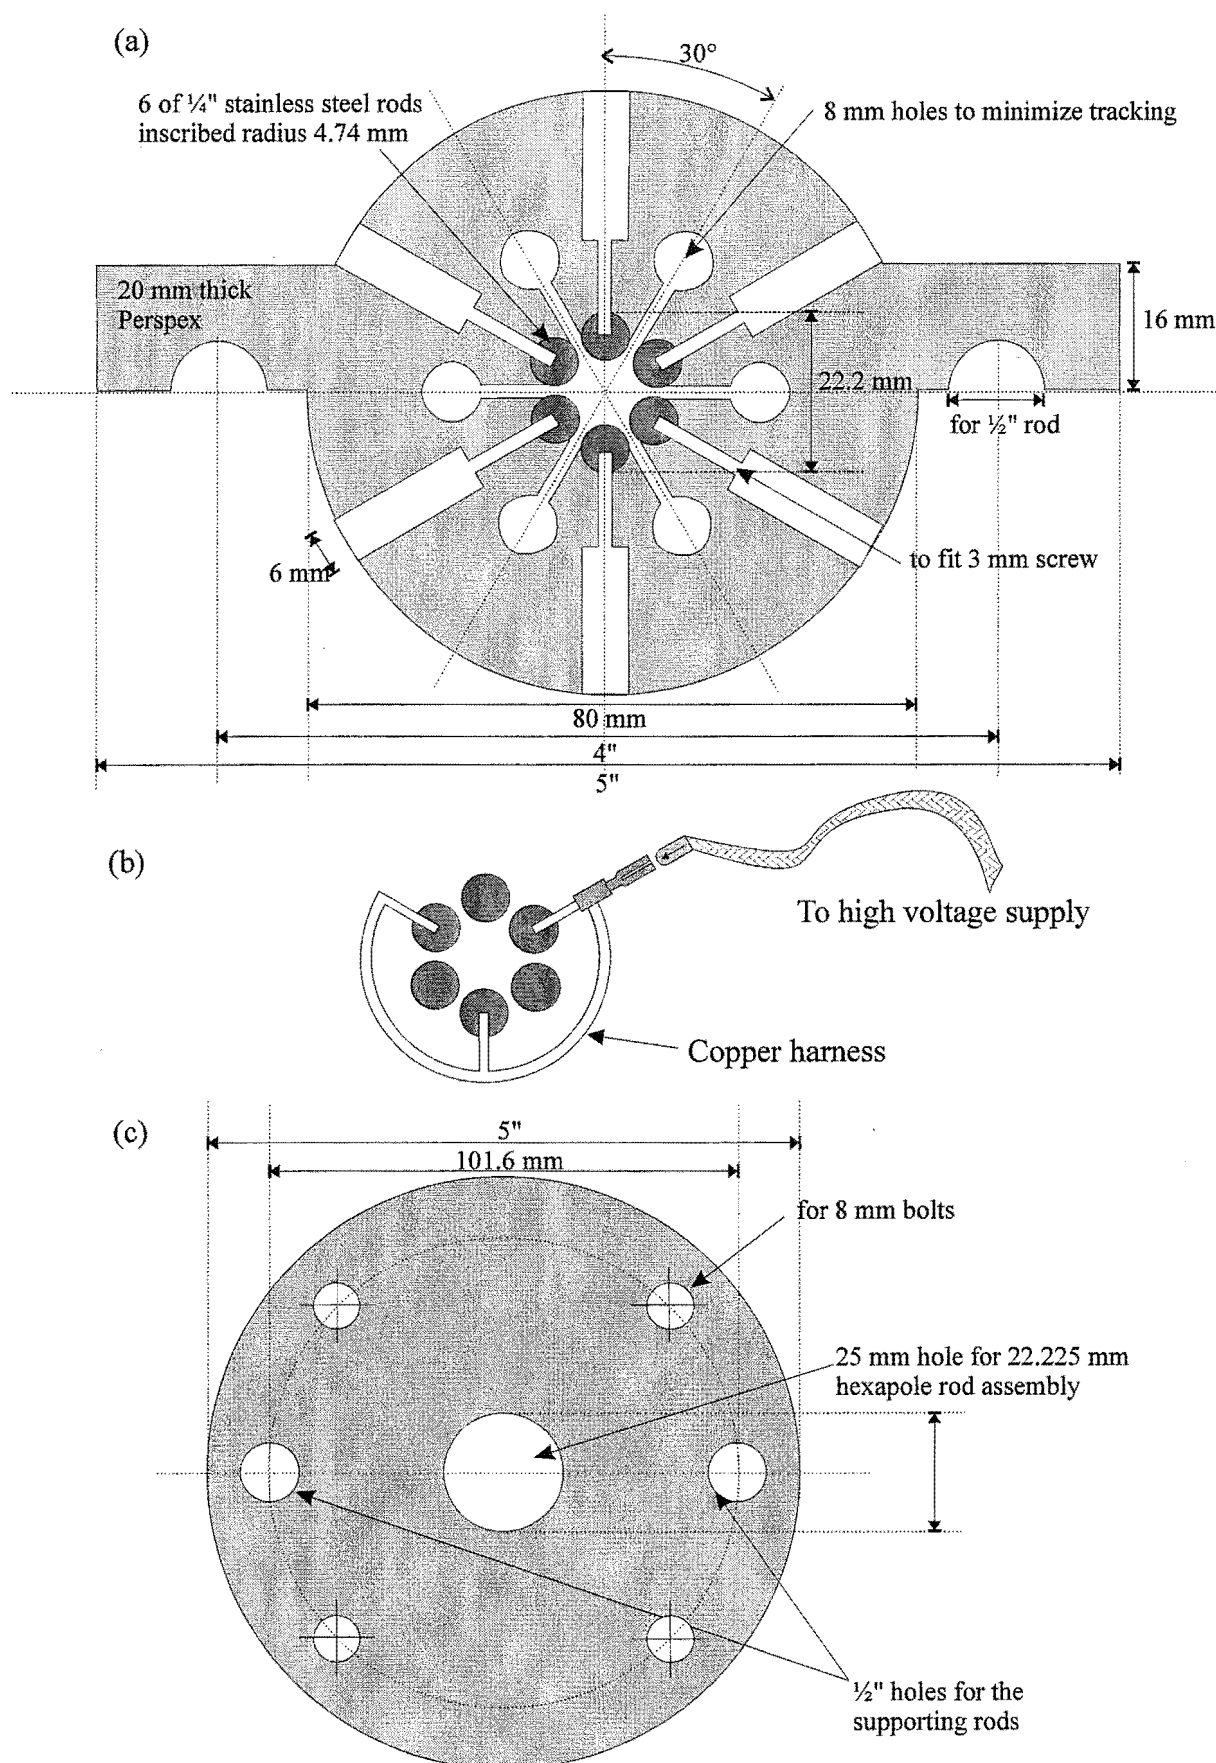 (a)
30°
6 of ¼" stainless steel rods
inscribed radius 4.74 mm
8 mm holes to minimize tracking
20 mm thick
Perspex
16 mm
22.2 mm
for ½" rod
6 mm
to fit 3 mm screw
80 mm
4"
5"
(b)
To high voltage supply
Copper harness
(c)
5"
101.6 mm
for 8 mm bolts
25 mm hole for 22.225 mm
hexapole rod assembly
½" holes for the
supporting rods